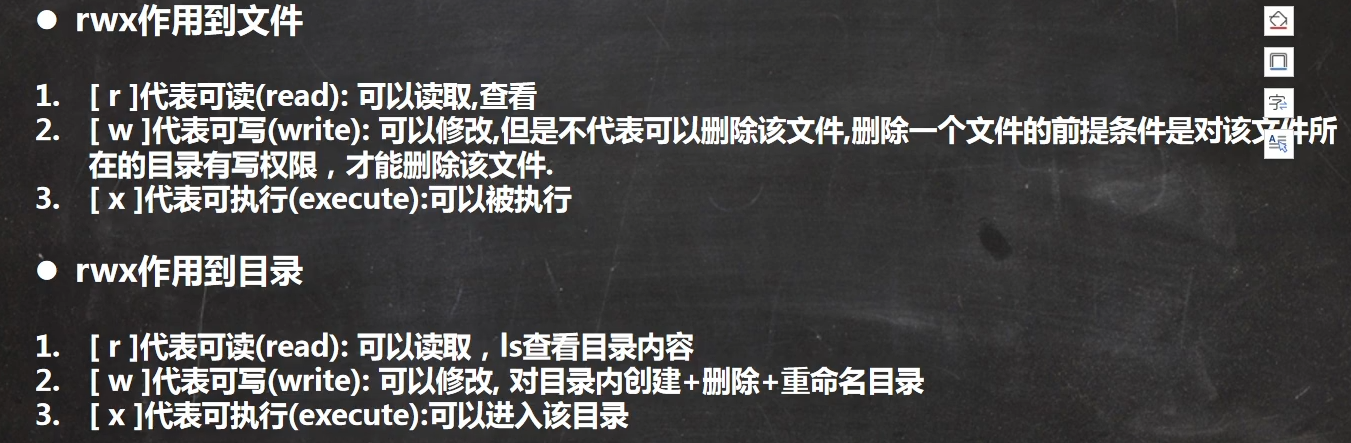 ● rwx作用到文件
1. [ r ]代表可读(read): 可以读取,查看
2. [ w ]代表可写(write): 可以修改,但是不代表可以删除该文件,删除一个文件的前提条件是对该文件所
在的目录有写权限，才能删除该文件.
3. [ x ]代表可执行(execute):可以被执行
● rwx作用到目录
1. [ r ]代表可读(read): 可以读取，ls查看目录内容
2. [ w ]代表可写(write): 可以修改, 对目录内创建+删除+重命名目录
3. [ x ]代表可执行(execute):可以进入该目录
字
A